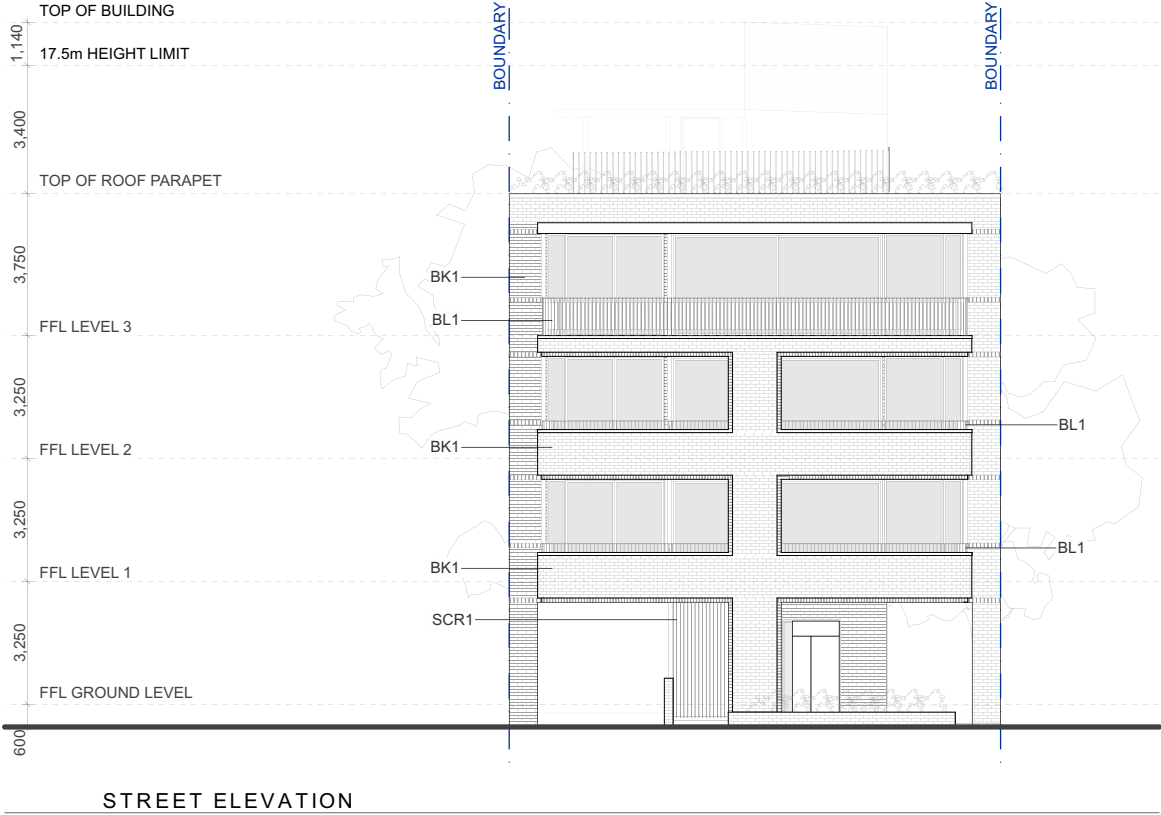 TOP OF BUILDING
BOUNDARY
BOUNDARY
1,140
17.5m HEIGHT LIMIT
3,400
TOP OF ROOF PARAPET
3,750
BK1
BL1
FFL LEVEL 3
3,250
BL1
FFL LEVEL 2
BK1
3,250
BL1
FFL LEVEL 1
BK1
SCR1
3,250
FFL GROUND LEVEL
600
STREET ELEVATION